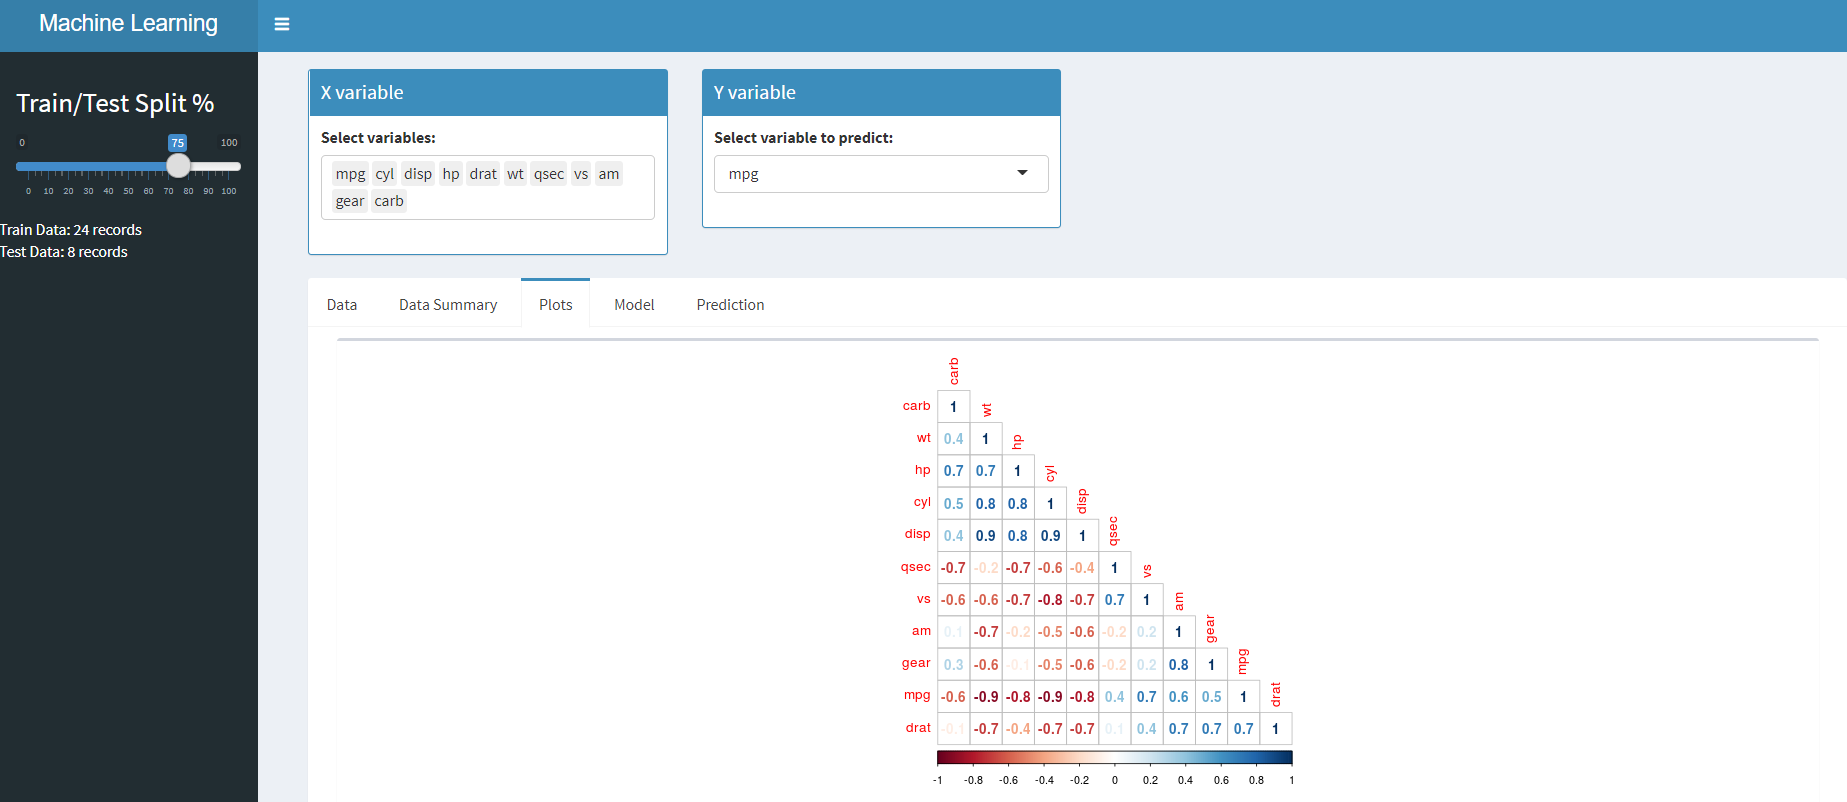 Machine Learning
Train/Test Split %
0 75 100
0 10 20 30 40 50 60 70 80 90 100
Train Data: 24 records
Test Data: 8 records
X variable
Select variables:
mpg cyl disp hp drat wt qsec vs am
gear carb
Y variable
Select variable to predict:
mpg
Data Data Summary Plots Model Prediction
carb
carb 1 wt
wt 0.4 1 hp
hp 0.7 0.7 1 cyl
cyl 0.5 0.8 0.8 1 disp
disp 0.4 0.9 0.8 0.9 1 qsec
qsec -0.7 -0.2 -0.7 -0.6 -0.4 1 vs
vs -0.6 -0.6 -0.7 -0.8 -0.7 0.7 1 am
am 0.1 -0.7 -0.2 -0.5 -0.6 -0.2 0.2 1 gear
gear 0.3 -0.6 -0.1 -0.5 -0.6 -0.2 0.2 0.8 1 mpg
mpg -0.6 -0.9 -0.8 -0.9 -0.8 0.4 0.7 0.6 0.5 1 drat
drat -0.1 -0.7 -0.4 -0.7 -0.7 0.1 0.4 0.7 0.7 0.7 1
-1 -0.8 -0.6 -0.4 -0.2 0 0.2 0.4 0.6 0.8 1